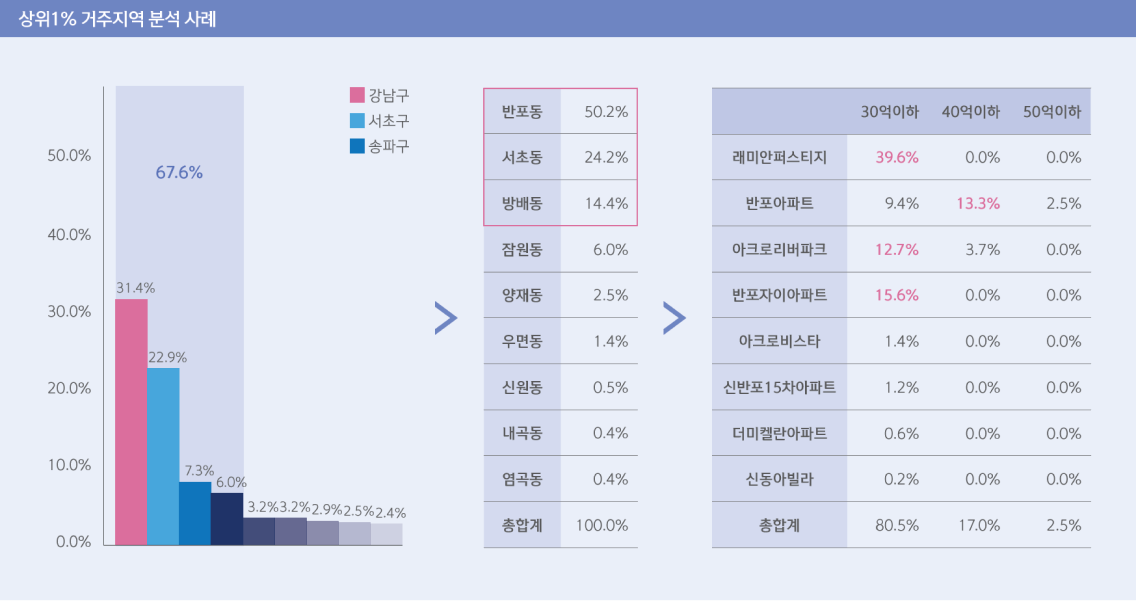 상위1% 거주지역 분석 사례
강남구
서초구
송파구
50.0%
40.0%
30.0%
20.0%
10.0%
0.0%
67.6%
31.4%
22.9%
7.3%
6.0%
3.2%
3.2%
2.9%
2.5%
2.4%
반포동 50.2%
서초동 24.2%
방배동 14.4%
잠원동 6.0%
양재동 2.5%
우면동 1.4%
신원동 0.5%
내곡동 0.4%
염곡동 0.4%
총합계 100.0%
30억이하 40억이하 50억이하
래미안퍼스티지 39.6% 0.0% 0.0%
반포아파트 9.4% 13.3% 2.5%
아크로리버파크 12.7% 3.7% 0.0%
반포자이아파트 15.6% 0.0% 0.0%
아크로비스타 1.4% 0.0% 0.0%
신반포15차아파트 1.2% 0.0% 0.0%
더미켈란아파트 0.6% 0.0% 0.0%
신동아빌라 0.2% 0.0% 0.0%
총합계 80.5% 17.0% 2.5%